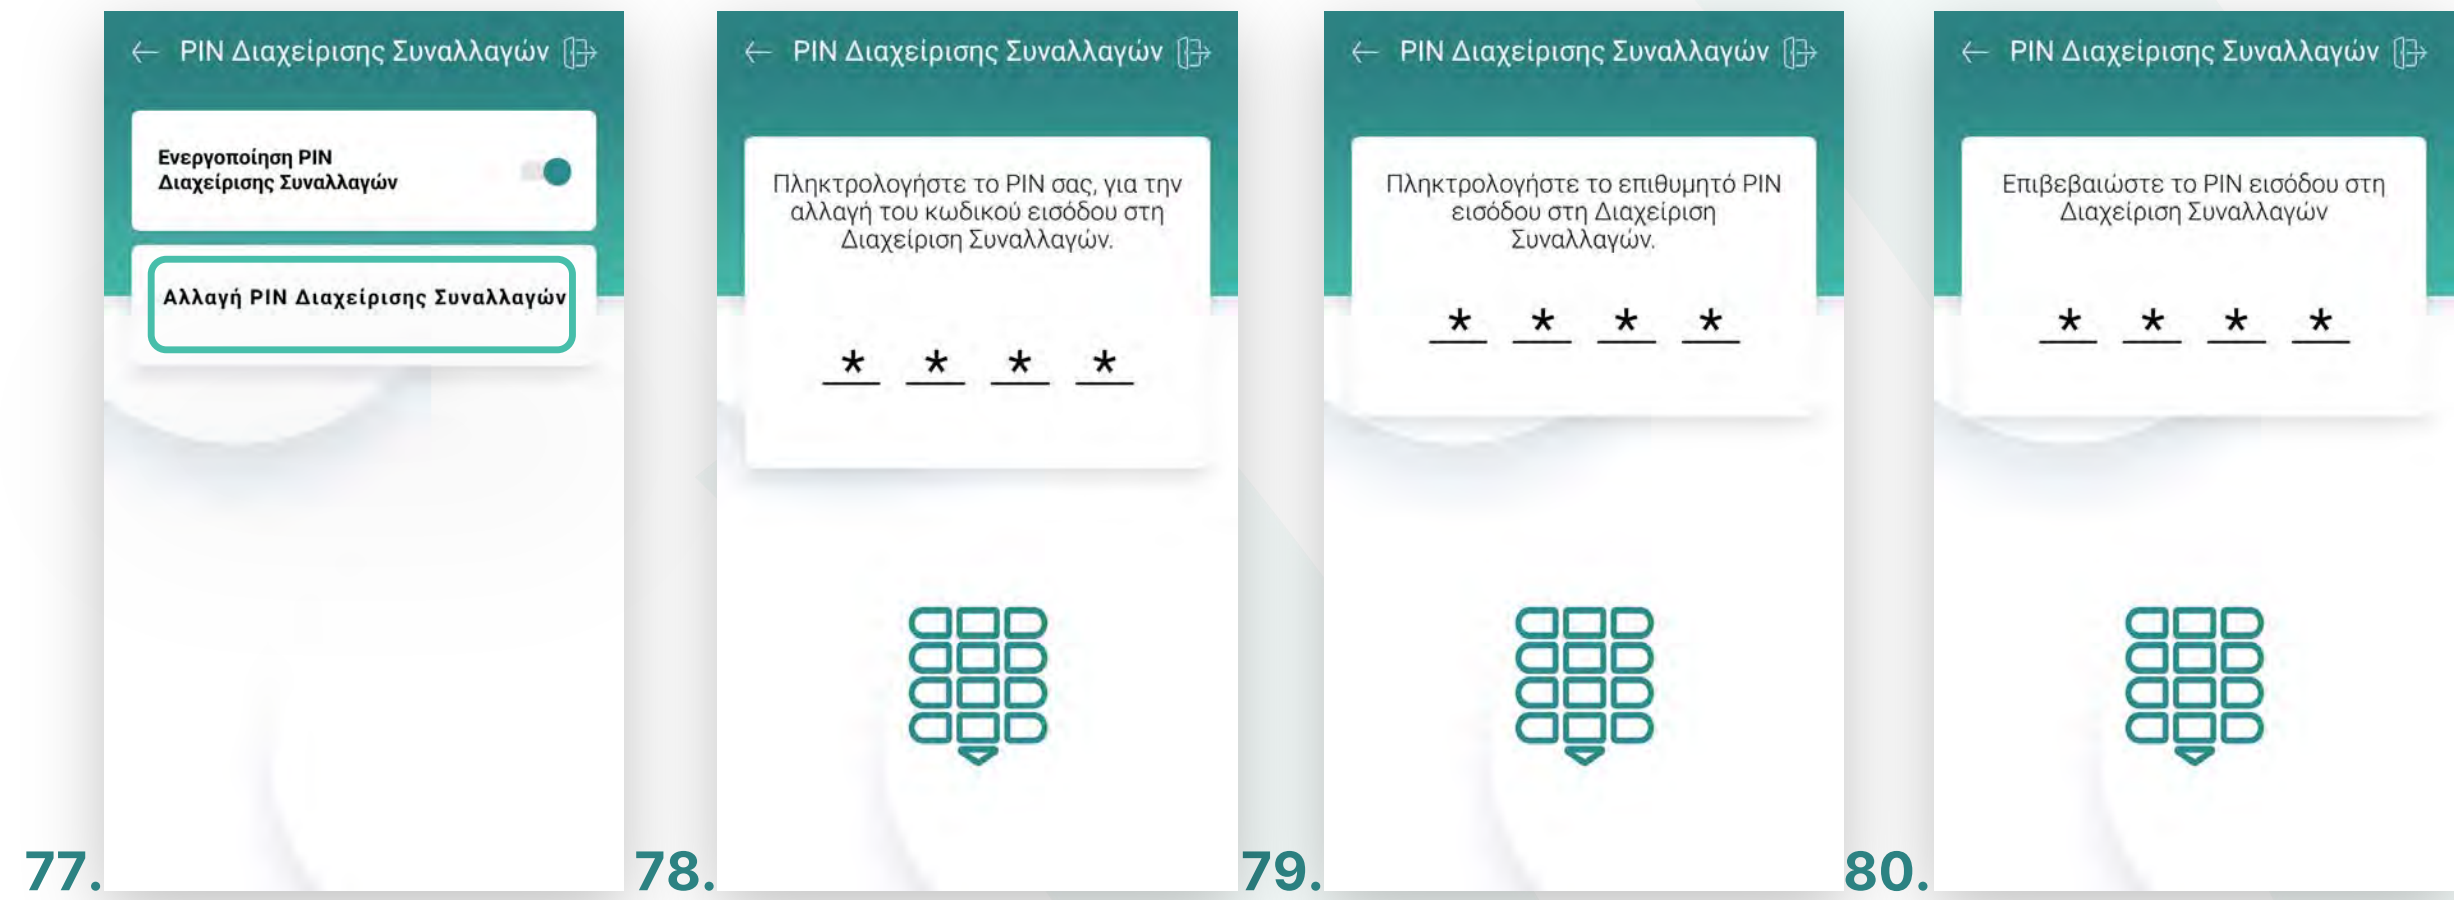 PIN Διαχείρισης Συναλλαγών
Ενεργοποίηση PIN
Διαχείρισης Συναλλαγών
Αλλαγή PIN Διαχείρισης Συναλλαγών
77.
PIN Διαχείρισης Συναλλαγών
Πληκτρολογήστε το PIN σας, για την
αλλαγή του κωδικού εισόδου στη
Διαχείριση Συναλλαγών.
* * * *
78.
PIN Διαχείρισης Συναλλαγών
Πληκτρολογήστε το επιθυμητό PIN
εισόδου στη Διαχείριση
Συναλλαγών.
* * * *
79.
PIN Διαχείρισης Συναλλαγών
Επιβεβαιώστε το PIN εισόδου στη
Διαχείριση Συναλλαγών
* * * *
80.